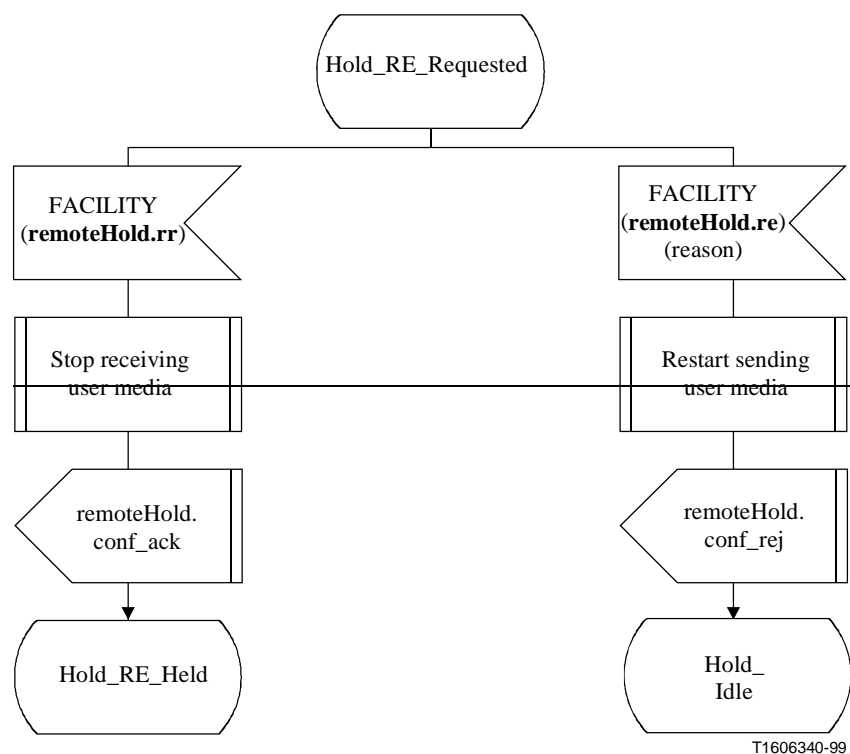 Hold_RE_Requested
FACILITY
(remoteHold.rr)
Stop receiving
user media
remoteHold.
conf_ack
Hold_RE_Held
FACILITY
(remoteHold.re)
(reason)
Restart sending
user media
remoteHold.
conf_rej
Hold_
Idle
T1606340-99